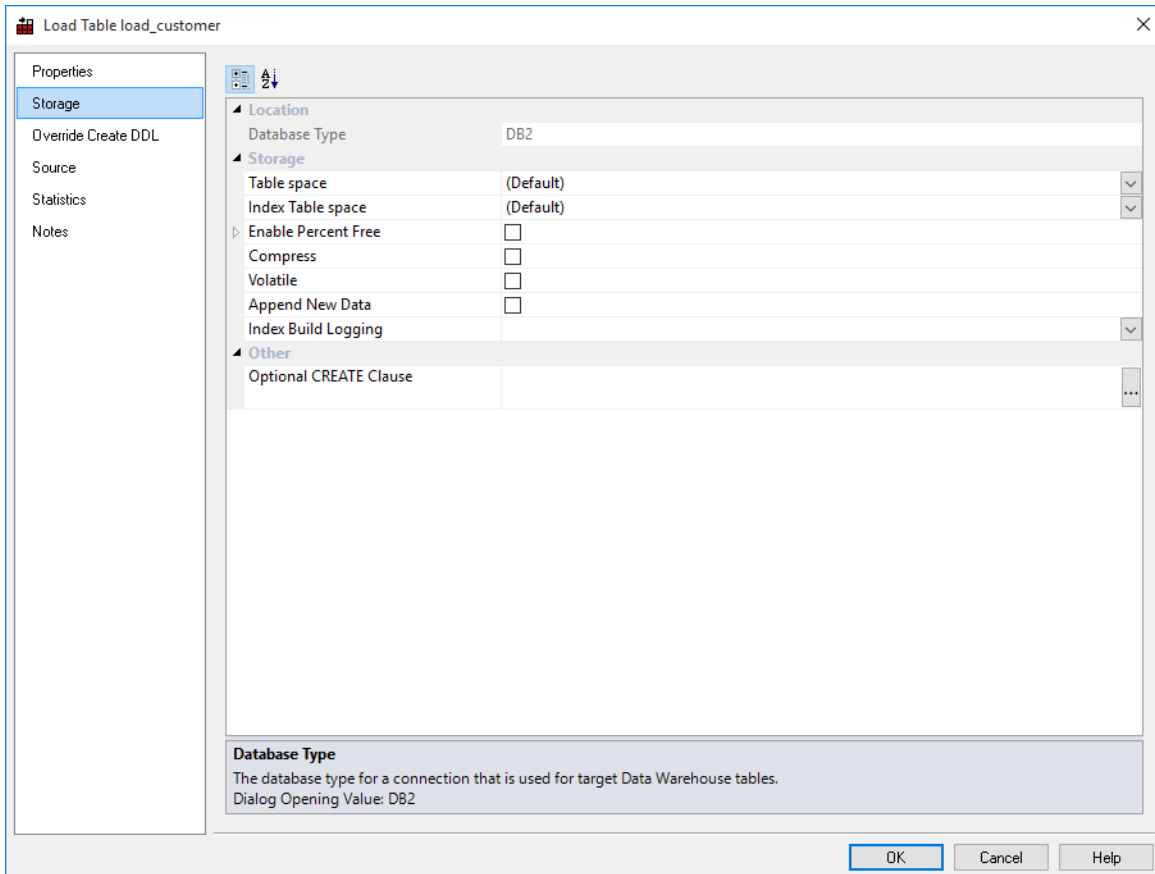 Load Table load_customer
Properties
Storage
Override Create DDL
Source
Statistics
Notes
Location
Database Type DB2
Storage
Table space (Default)
Index Table space (Default)
Enable Percent Free
Compress
Volatile
Append New Data
Index Build Logging
Other
Optional CREATE Clause ...
Database Type
The database type for a connection that is used for target Data Warehouse tables.
Dialog Opening Value: DB2
OK Cancel Help